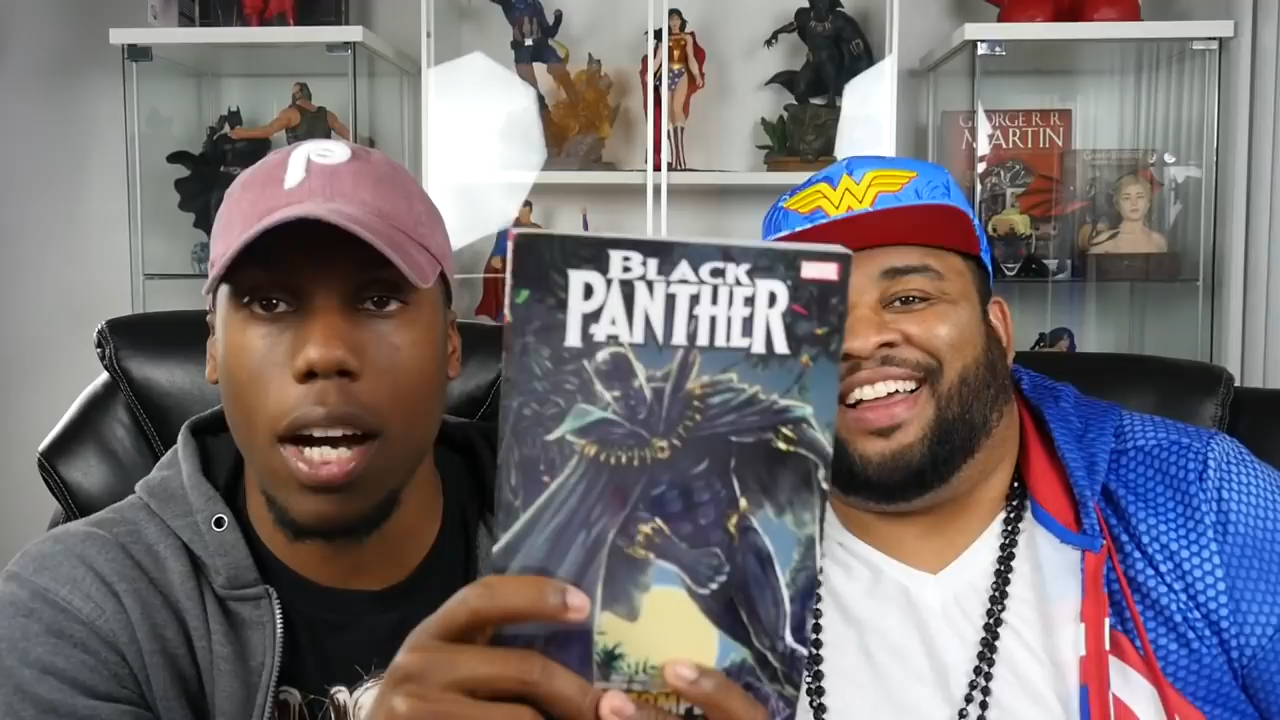 P
W
GEORGE R. R.
MARTIN
BLACK
PANTHER
MARVEL